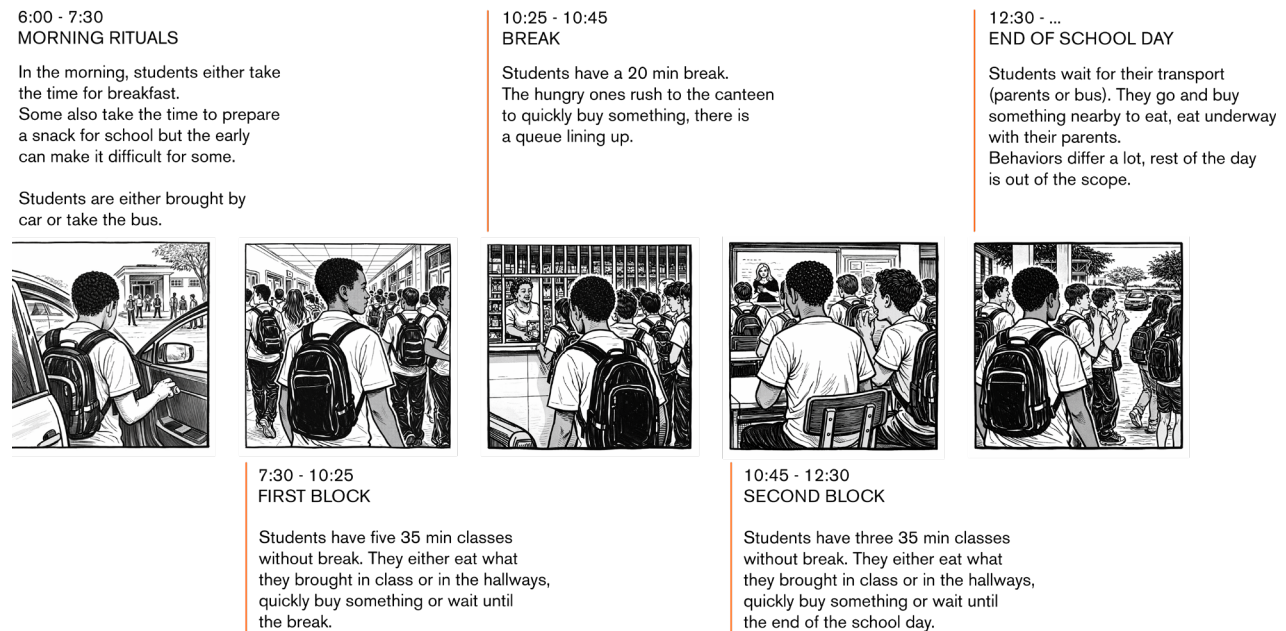 6:00 - 7:30
MORNING RITUALS
In the morning, students either take
the time for breakfast.
Some also take the time to prepare
a snack for school but the early
can make it difficult for some.
Students are either brought by
car or take the bus.
7:30 - 10:25
FIRST BLOCK
Students have five 35 min classes
without break. They either eat what
they brought in class or in the hallways,
quickly buy something or wait until
the break.
10:25 - 10:45
BREAK
Students have a 20 min break.
The hungry ones rush to the canteen
to quickly buy something, there is
a queue lining up.
10:45 - 12:30
SECOND BLOCK
Students have three 35 min classes
without break. They either eat what
they brought in class or in the hallways,
quickly buy something or wait until
the end of the school day.
12:30 - ...
END OF SCHOOL DAY
Students wait for their transport
(parents or bus). They go and buy
something nearby to eat, eat underway
with their parents.
Behaviors differ a lot, rest of the day
is out of the scope.